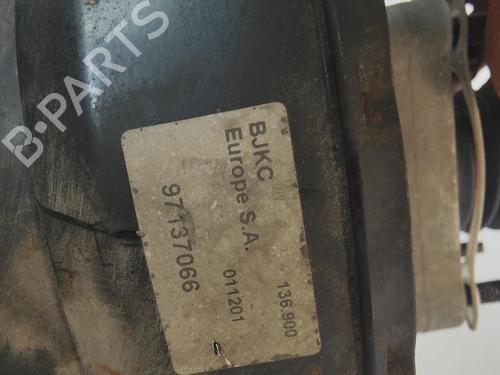 B-PARTS
BJKC
136.900
Europe S.A.
011201
97137066